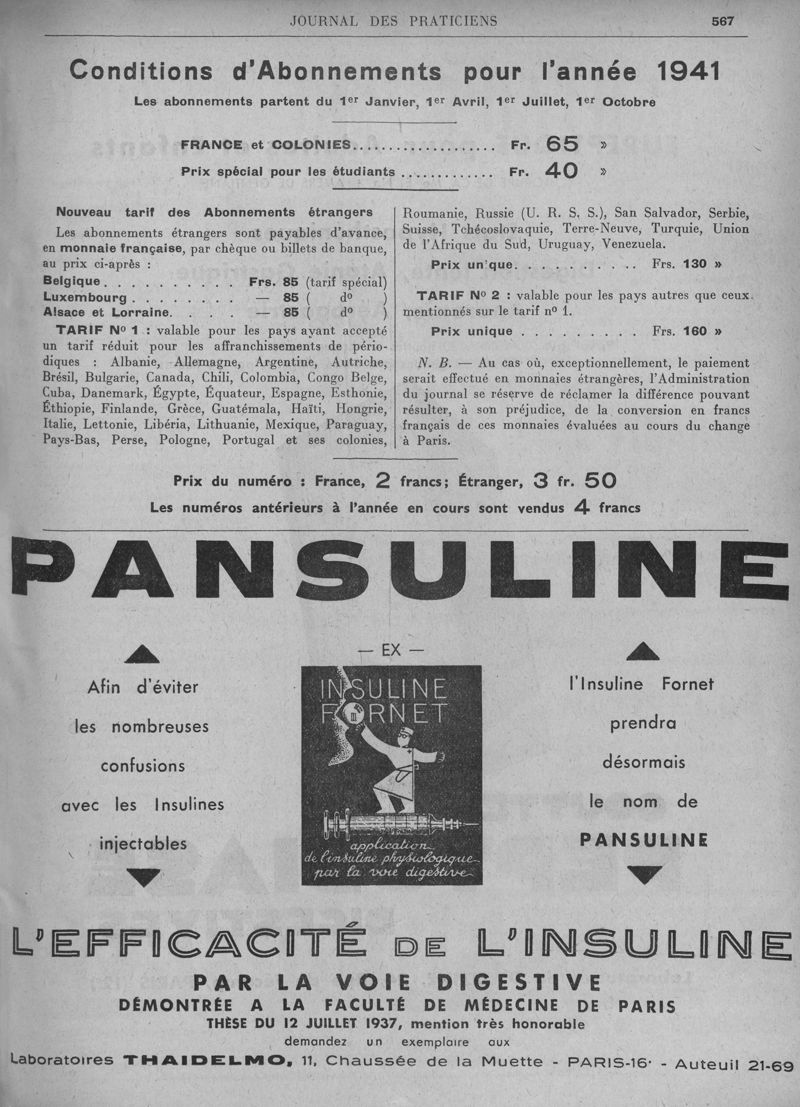 JOURNAL DES PRATICIENS 567
Conditions d'Abonnements pour l'année 1941
Les abonnements partent du 1er Janvier, 1er Avril, 1er Juillet, 1er Octobre
FRANCE et COLONIES.................... Fr. 65 »
Prix spécial pour les étudiants ............. Fr. 40 »
Nouveau tarif des Abonnements étrangers
Les abonnements étrangers sont payables d'avance,
en monnaie française, par chèque ou billets de banque,
au prix ci-après :
Belgique . . . . . . . . . . Frs. 85 (tarif spécial)
Luxembourg . . . . . . . . — 85 ( do )
Alsace et Lorraine. . . . — 85 ( do )
TARIF No 1 : valable pour les pays ayant accepté
un tarif réduit pour les affranchissements de pério-
diques : Albanie, Allemagne, Argentine, Autriche,
Brésil, Bulgarie, Canada, Chili, Colombia, Congo Belge,
Cuba, Danemark, Égypte, Équateur, Espagne, Esthonie,
Éthiopie, Finlande, Grèce, Guatémala, Haïti, Hongrie,
Italie, Lettonie, Libéria, Lithuanie, Mexique, Paraguay,
Pays-Bas, Perse, Pologne, Portugal et ses colonies,
Roumanie, Russie (U. R. S. S.), San Salvador, Serbie,
Suisse, Tchécoslovaquie, Terre-Neuve, Turquie, Union
de l'Afrique du Sud, Uruguay, Venezuela.
Prix unique. . . . . . . . . . Frs. 130 »
TARIF No 2 : valable pour les pays autres que ceux
mentionnés sur le tarif no 1.
Prix unique . . . . . . . . . Frs. 160 »
N. B. — Au cas où, exceptionnellement, le paiement
serait effectué en monnaies étrangères, l'Administration
du journal se réserve de réclamer la différence pouvant
résulter, à son préjudice, de la conversion en francs
français de ces monnaies évaluées au cours du change
à Paris.
Prix du numéro : France, 2 francs; Étranger, 3 fr. 50
Les numéros antérieurs à l'année en cours sont vendus 4 francs
PANSULINE
Afin d'éviter
les nombreuses
confusions
avec les Insulines
injectables
— EX —
INSULINE
FORNET
application
de l'insuline physiologique
par la voie digestive
l'Insuline Fornet
prendra
désormais
le nom de
PANSULINE
L'EFFICACITÉ DE L'INSULINE
PAR LA VOIE DIGESTIVE
DÉMONTRÉE A LA FACULTÉ DE MÉDECINE DE PARIS
THÈSE DU 12 JUILLET 1937, mention très honorable
demandez un exemplaire aux
Laboratoires THAIDELMO, 11, Chaussée de la Muette - PARIS-16e - Auteuil 21-69